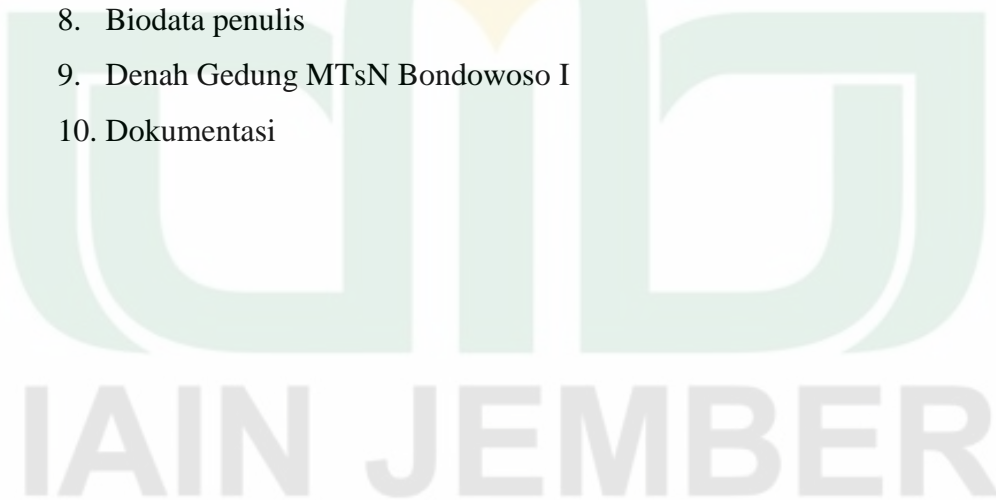 8. Biodata penulis
9. Denah Gedung MTsN Bondowoso I
10. Dokumentasi
IAIN JEMBER